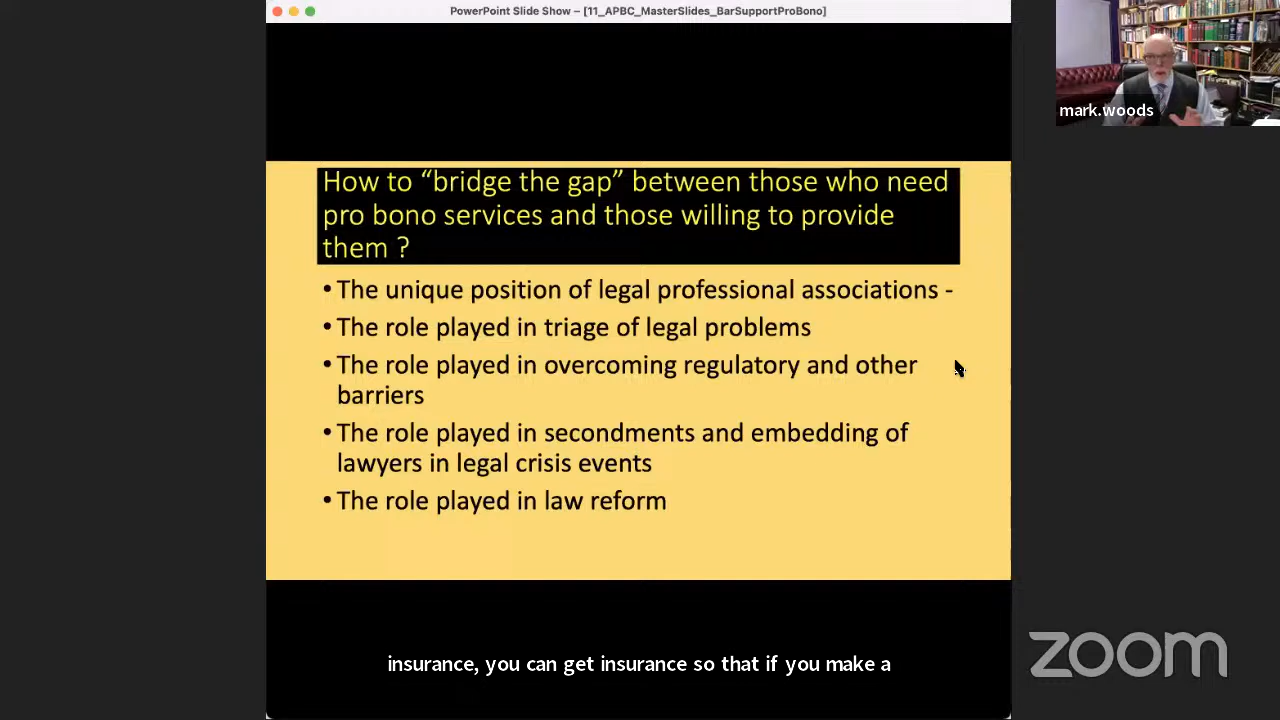 PowerPoint Slide Show – [11_APBC_MasterSlides_BarSupportProBono]
mark.woods
How to “bridge the gap” between those who need
pro bono services and those willing to provide
them ?
• The unique position of legal professional associations -
• The role played in triage of legal problems
• The role played in overcoming regulatory and other
barriers
• The role played in secondments and embedding of
lawyers in legal crisis events
• The role played in law reform
insurance, you can get insurance so that if you make a
zoom